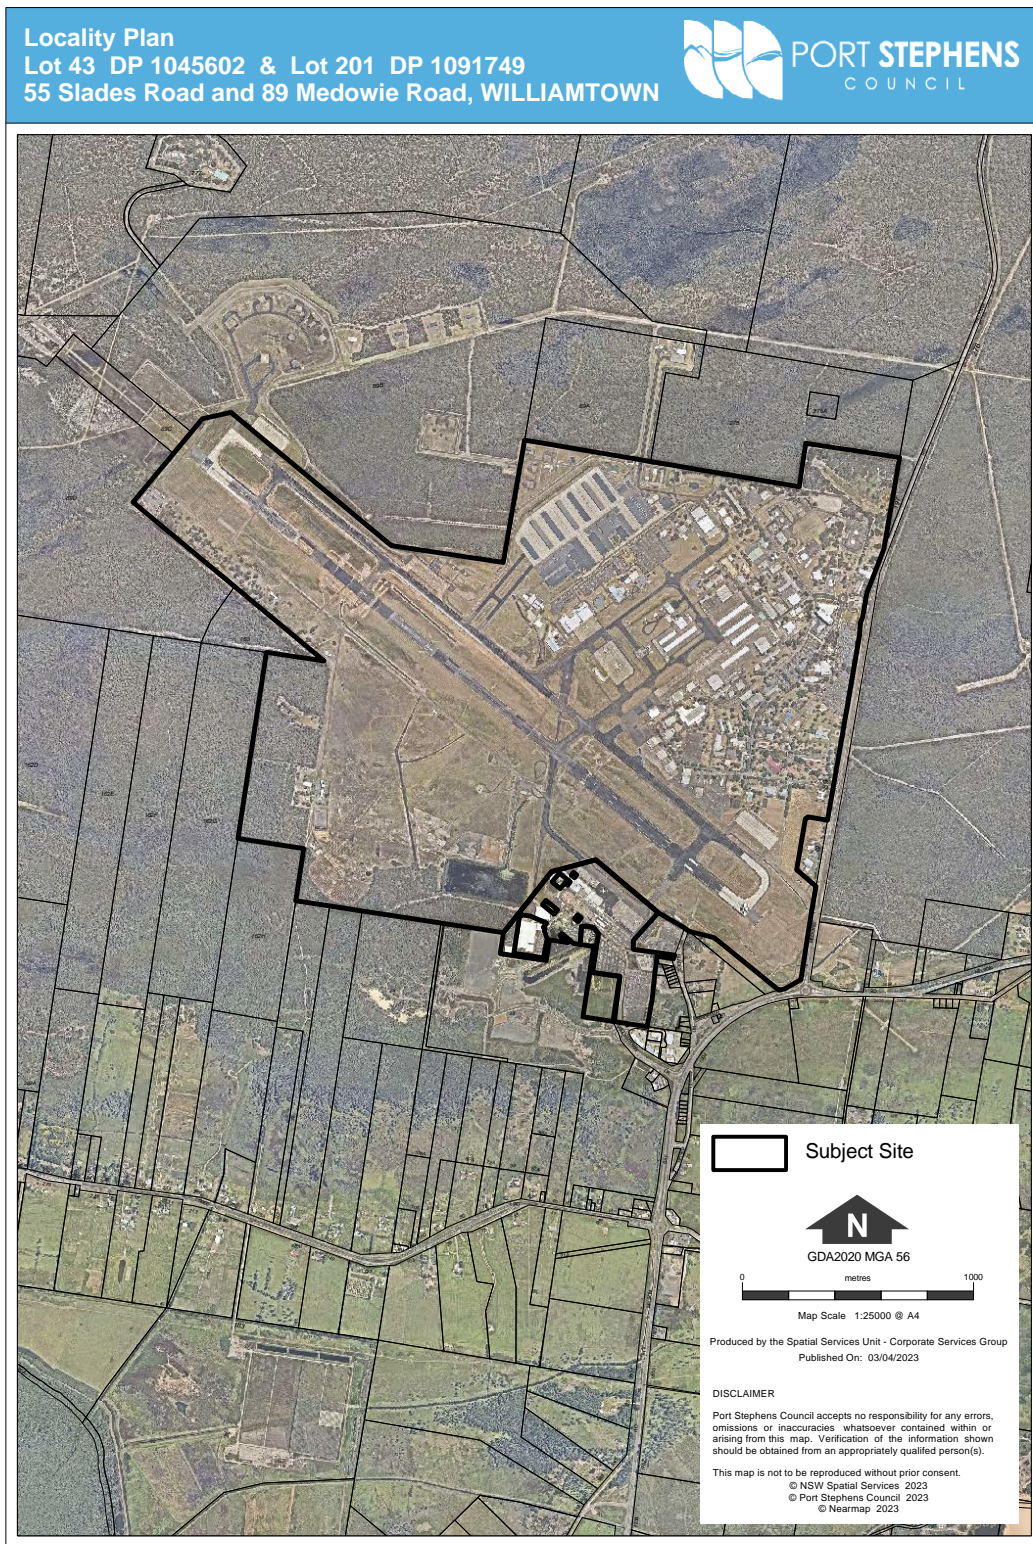 Locality Plan
Lot 43 DP 1045602 & Lot 201 DP 1091749
55 Slades Road and 89 Medowie Road, WILLIAMTOWN
PORT STEPHENS
COUNCIL
Subject Site
N
GDA2020 MGA 56
0 metres 1000
Map Scale 1:25000 @ A4
Produced by the Spatial Services Unit - Corporate Services Group
Published On: 03/04/2023
DISCLAIMER
Port Stephens Council accepts no responsibility for any errors,
omissions or inaccuracies whatsoever contained within or
arising from this map. Verification of the information shown
should be obtained from an appropriately qualifed person(s).
This map is not to be reproduced without prior consent.
© NSW Spatial Services 2023
© Port Stephens Council 2023
© Nearmap 2023